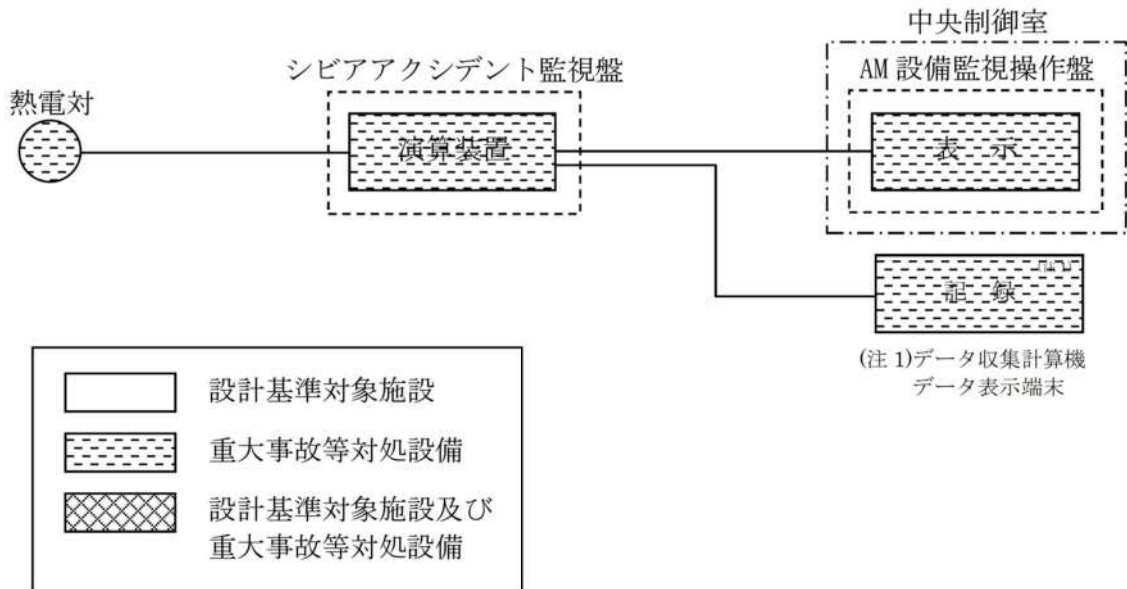 中央制御室
シビアアクシデント監視盤
AM 設備監視操作盤
熱電対
演算装置
表 示
記 録
(注 1)データ収集計算機
データ表示端末
設計基準対象施設
重大事故等対処設備
設計基準対象施設及び
重大事故等対処設備